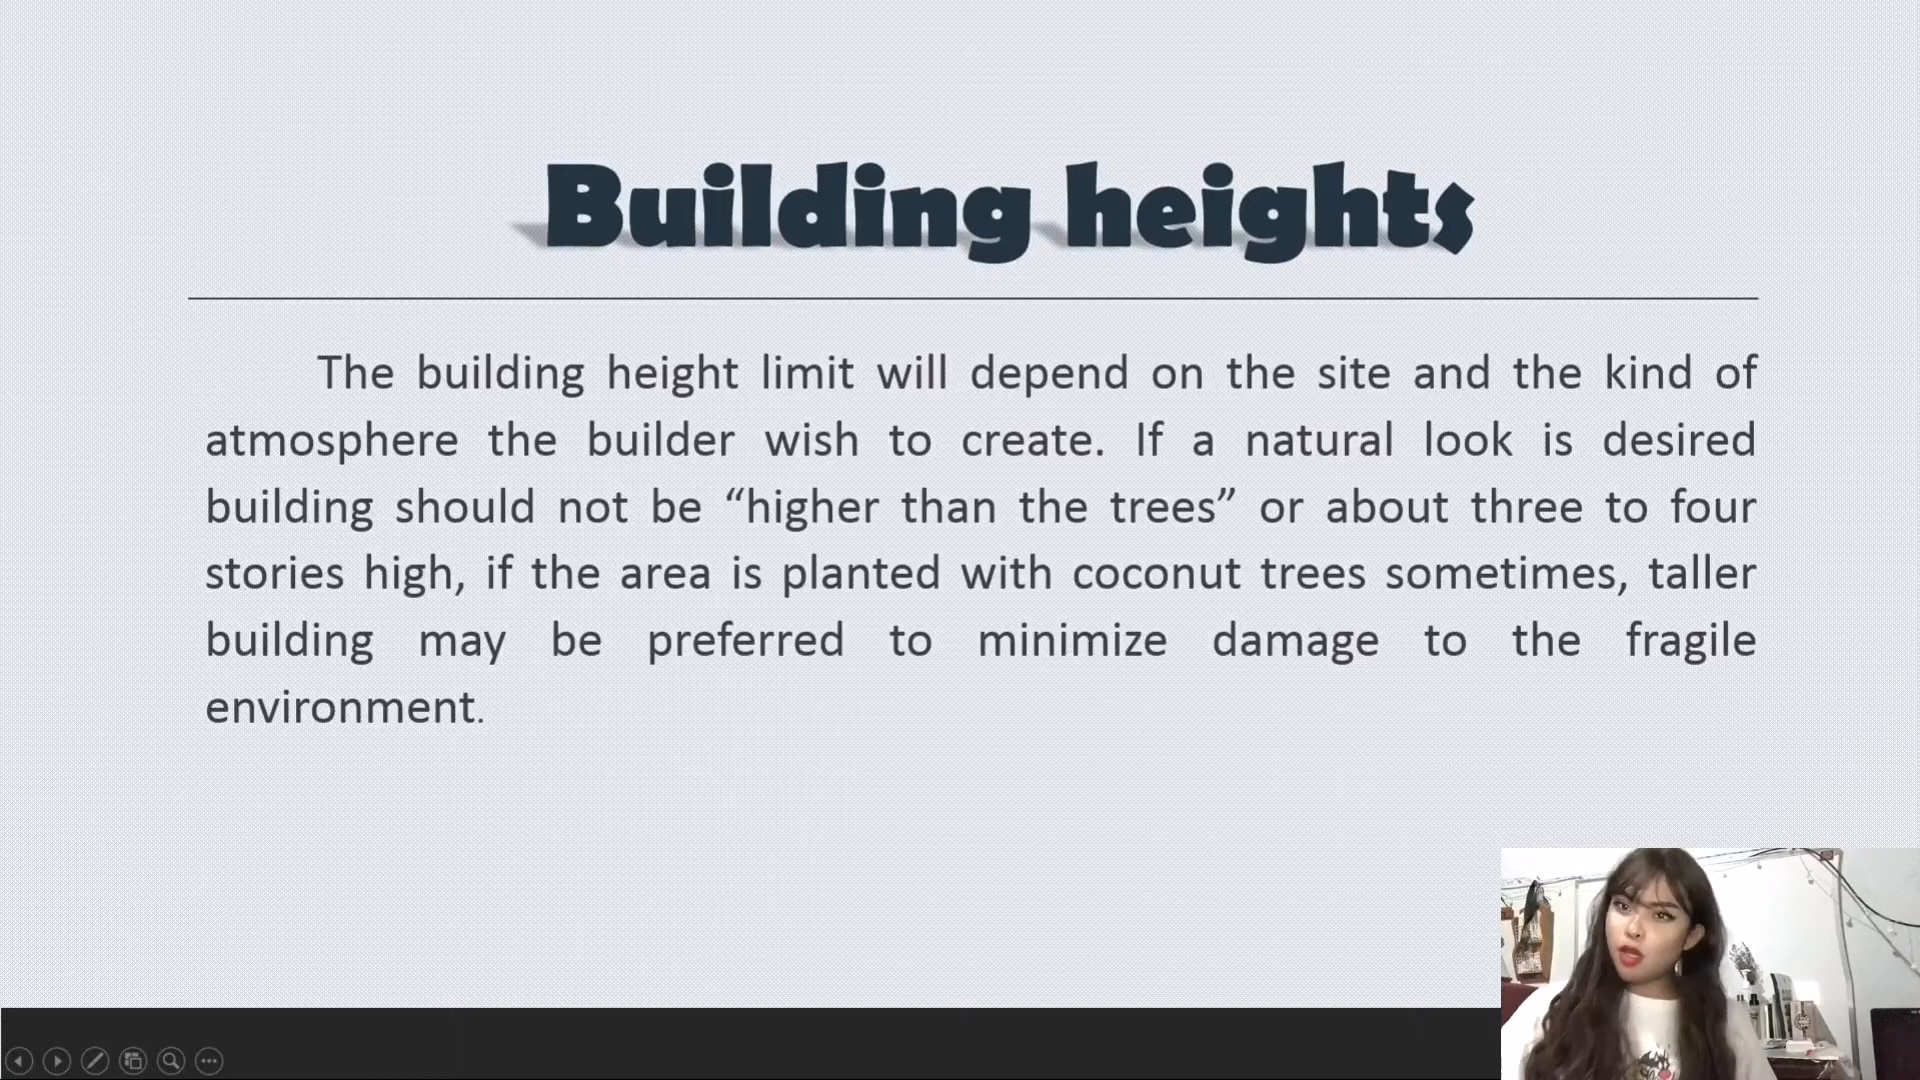 Building heights
The building height limit will depend on the site and the kind of
atmosphere the builder wish to create. If a natural look is desired
building should not be “higher than the trees” or about three to four
stories high, if the area is planted with coconut trees sometimes, taller
building may be preferred to minimize damage to the fragile
environment.